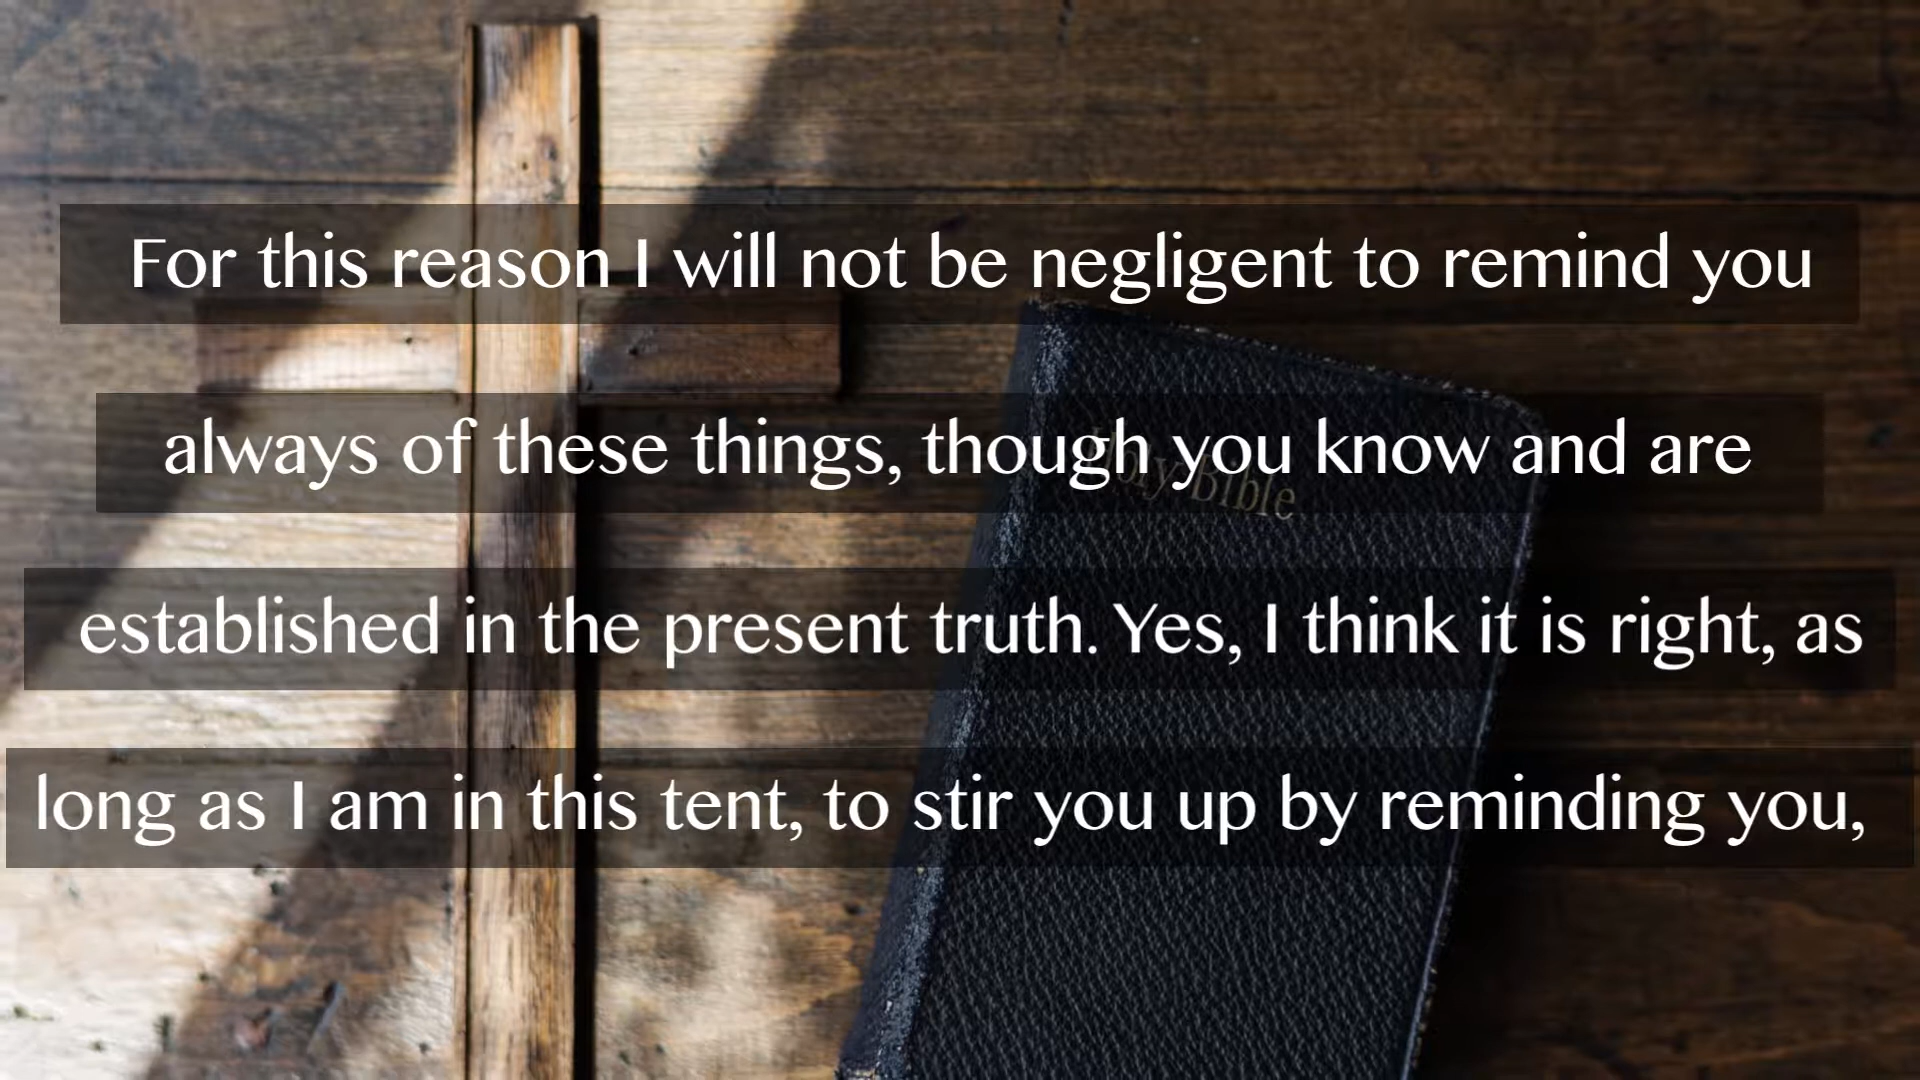 For this reason I will not be negligent to remind you
always of these things, though you know and are
Holy Bible
established in the present truth. Yes, I think it is right, as
long as I am in this tent, to stir you up by reminding you,